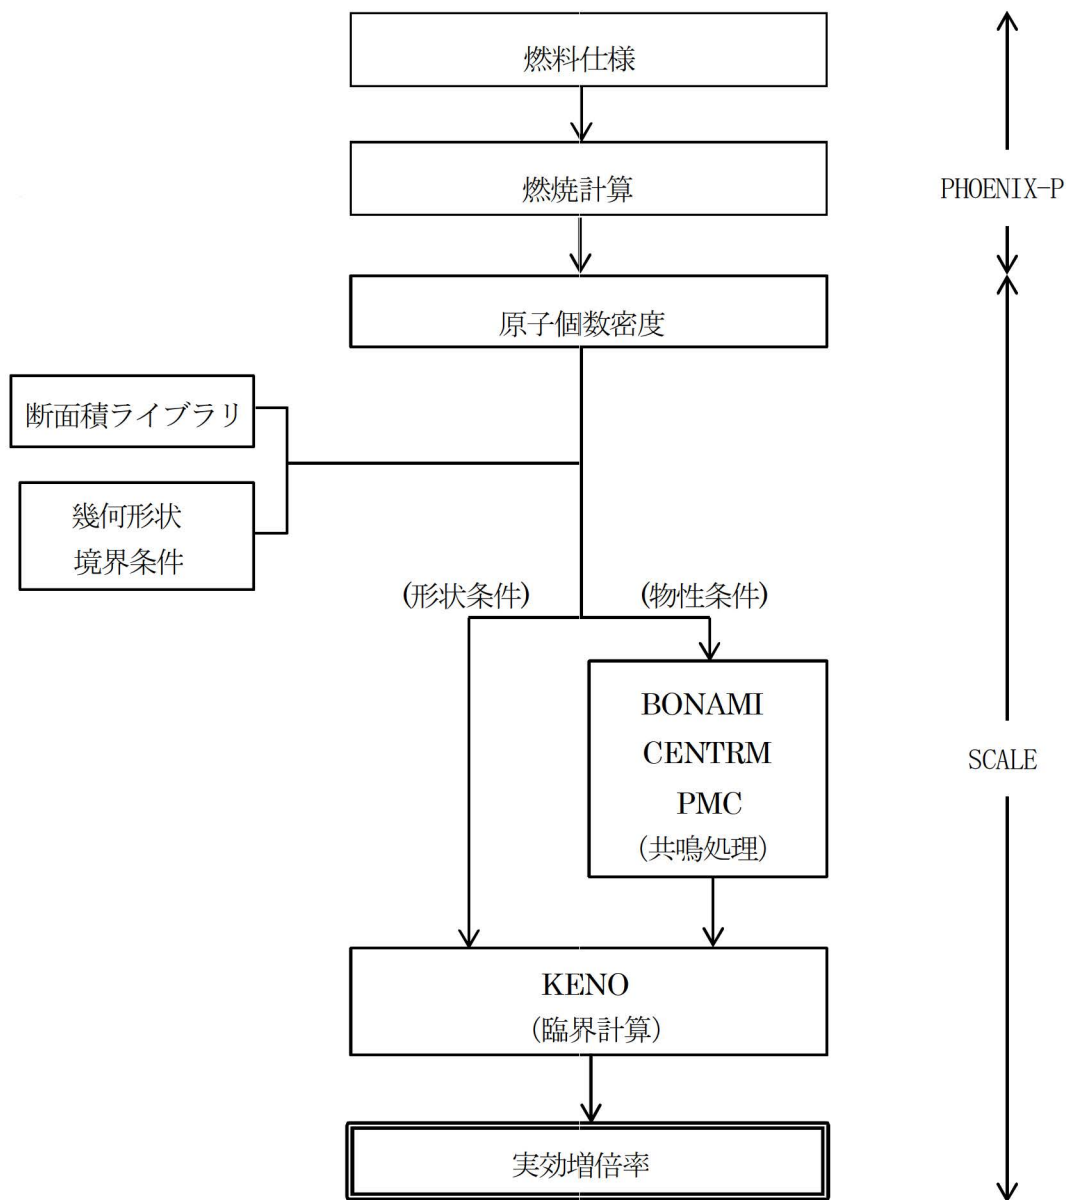 燃料仕様
燃焼計算
PHOENIX-P
原子個数密度
断面積ライブラリ
幾何形状
境界条件
(形状条件)
(物性条件)
BONAMI
CENTRM
PMC
(共鳴処理)
SCALE
KENO
(臨界計算)
実効増倍率